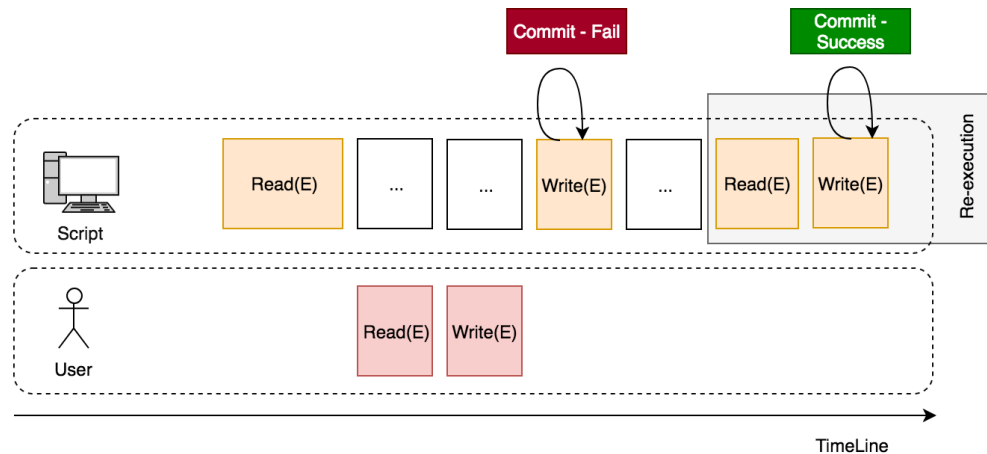 Commit - Fail
Commit -
Success
Read(E)
...
...
Write(E)
...
Read(E)
Write(E)
Re-execution
Script
Read(E)
Write(E)
User
TimeLine